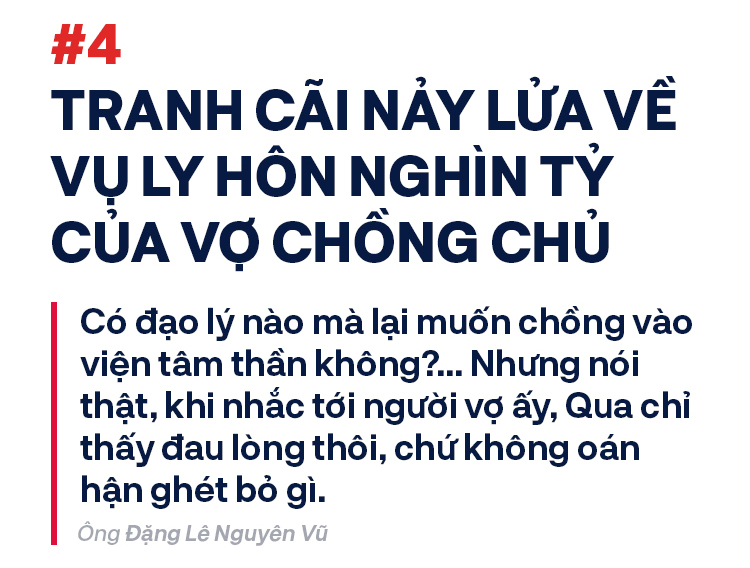 #4
TRANH CÃI NẢY LỬA VỀ
VỤ LY HÔN NGHÌN TỶ
CỦA VỢ CHỒNG CHỦ
Có đạo lý nào mà lại muốn chồng vào
viện tâm thần không?... Nhưng nói
thật, khi nhắc tới người vợ ấy, Qua chỉ
thấy đau lòng thôi, chứ không oán
hận ghét bỏ gì.
Ông Đặng Lê Nguyên Vũ